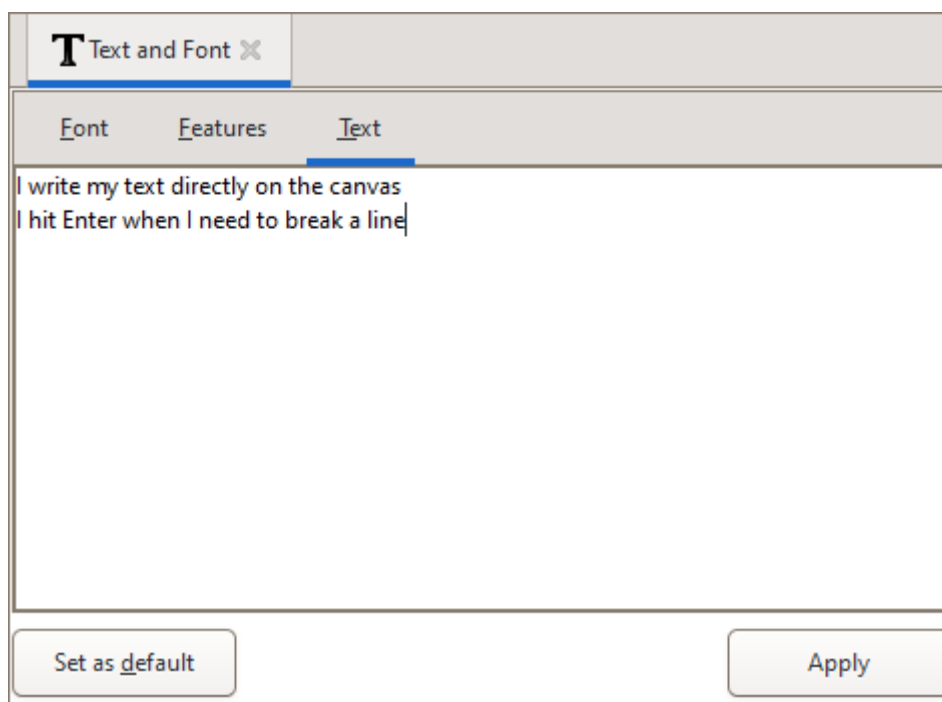 T Text and Font
Font Features Text
I write my text directly on the canvas
I hit Enter when I need to break a line
Set as default Apply